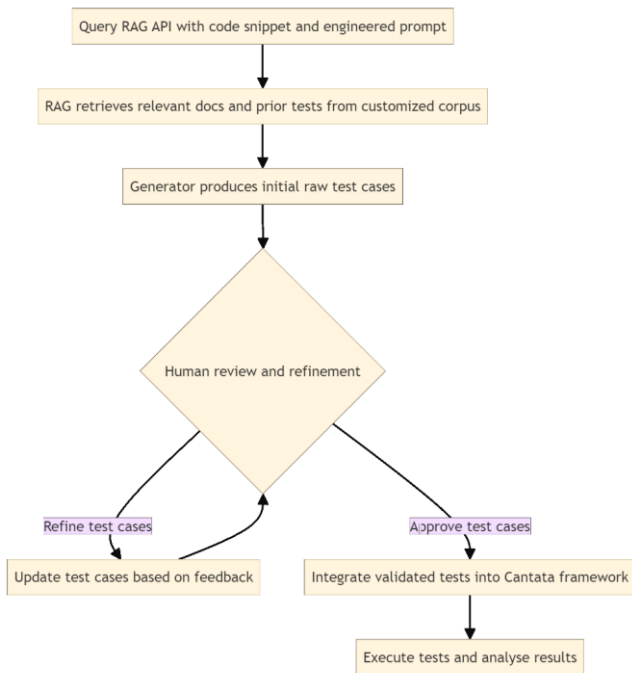 Query RAG API with code snippet and engineered prompt
RAG retrieves relevant docs and prior tests from customized corpus
Generator produces initial raw test cases
Human review and refinement
Refine test cases
Approve test cases
Update test cases based on feedback
Integrate validated tests into Cantata framework
Execute tests and analyse results